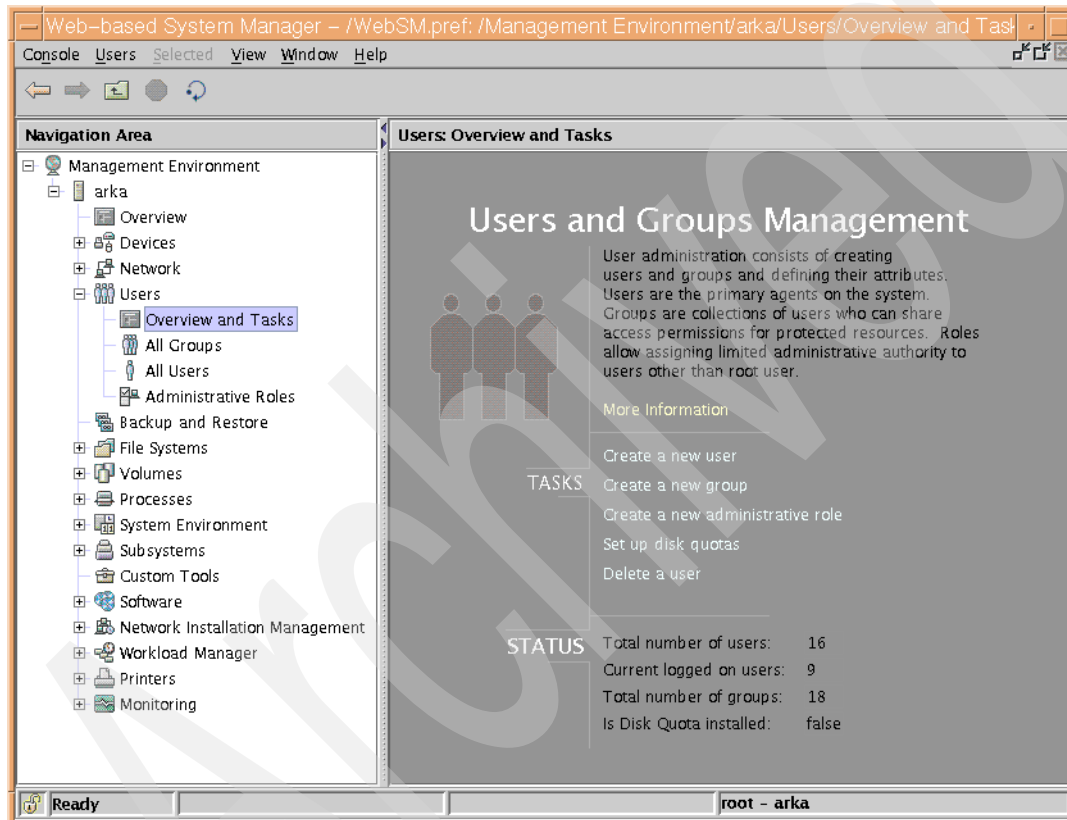 Web-based System Manager - /WebSM.pref: /Management Environment/arka/Users/Overview and Task
Console Users Selected View Window Help
Navigation Area
Users: Overview and Tasks
Management Environment
arka
Overview
Devices
Network
Users
Overview and Tasks
All Groups
All Users
Administrative Roles
Backup and Restore
File Systems
Volumes
Processes
System Environment
Subsystems
Custom Tools
Software
Network Installation Management
Workload Manager
Printers
Monitoring
Users and Groups Management
User administration consists of creating
users and groups and defining their attributes.
Users are the primary agents on the system.
Groups are collections of users who can share
access permissions for protected resources. Roles
allow assigning limited administrative authority to
users other than root user.
More Information
TASKS
Create a new user
Create a new group
Create a new administrative role
Set up disk quotas
Delete a user
STATUS
Total number of users: 16
Current logged on users: 9
Total number of groups: 18
Is Disk Quota installed: false
Ready
root - arka
Archived